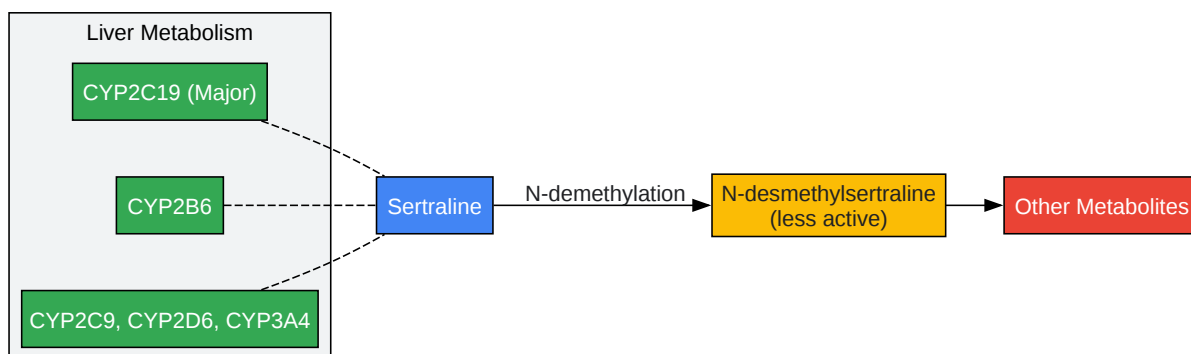 Liver Metabolism
CYP2C19 (Major)
CYP2B6
CYP2C9, CYP2D6, CYP3A4
Sertraline
N-demethylation
N-desmethylsertraline
(less active)
Other Metabolites